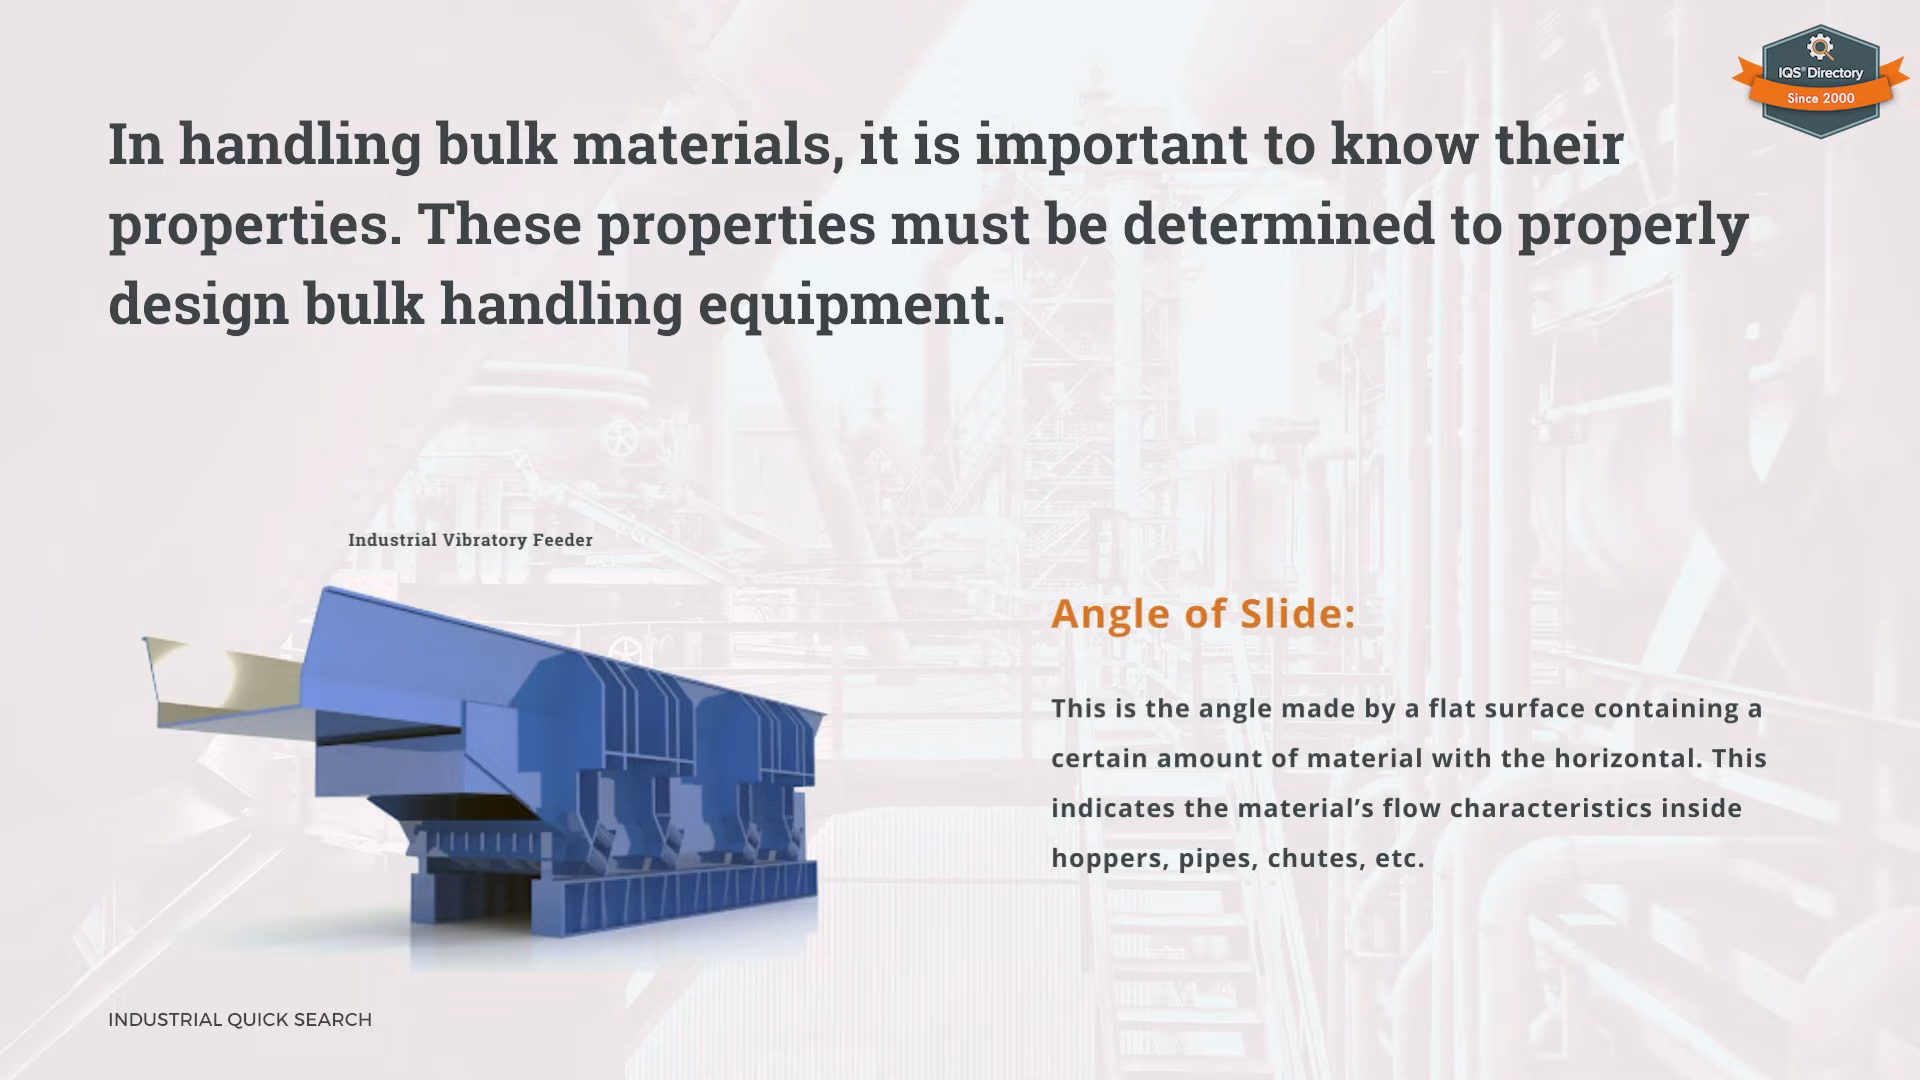 IQS® Directory
Since 2000
In handling bulk materials, it is important to know their
properties. These properties must be determined to properly
design bulk handling equipment.
Industrial Vibratory Feeder
Angle of Slide:
This is the angle made by a flat surface containing a
certain amount of material with the horizontal. This
indicates the material’s flow characteristics inside
hoppers, pipes, chutes, etc.
INDUSTRIAL QUICK SEARCH